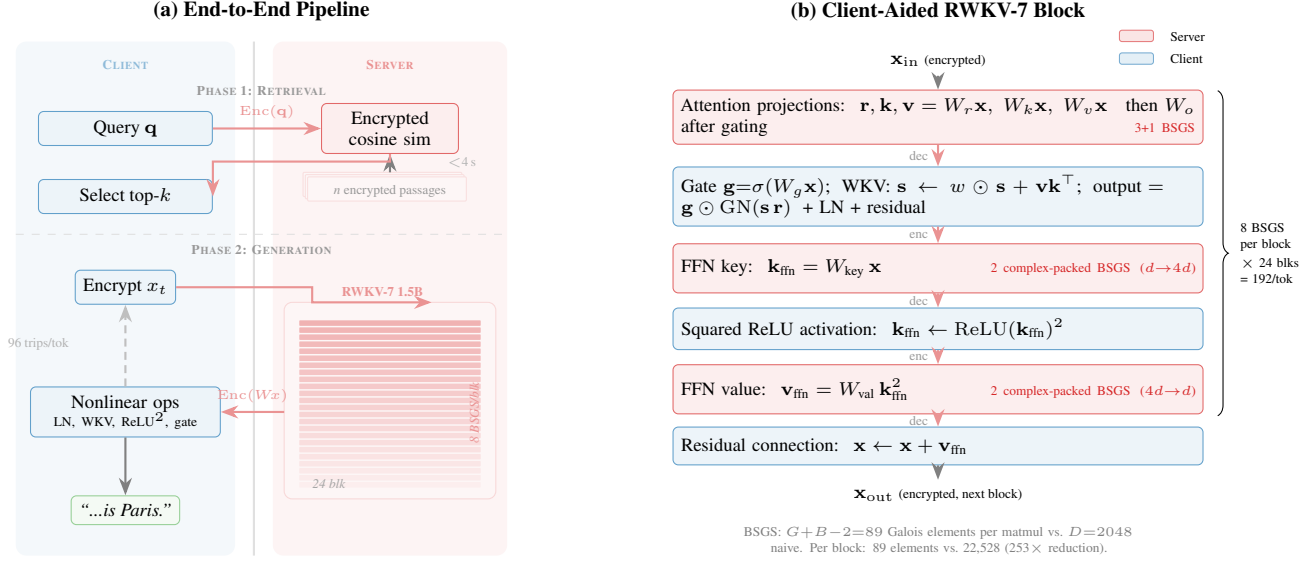 (a) End-to-End Pipeline
CLIENT
SERVER
PHASE 1: RETRIEVAL
Query q
Enc(q)
Encrypted
cosine sim
<4 s
Select top-k
n encrypted passages
PHASE 2: GENERATION
Encrypt x_t
RWKV-7 1.5B
96 trips/tok
8 BSGS/blk
Enc(Wx)
Nonlinear ops
LN, WKV, ReLU², gate
24 blk
“...is Paris.”
(b) Client-Aided RWKV-7 Block
Server
Client
x_in (encrypted)
Attention projections: r, k, v = W_r x, W_k x, W_v x then W_o
after gating
3+1 BSGS
dec
Gate g=σ(W_g x); WKV: s ← w ⊙ s + vk^⊤; output =
g ⊙ GN(s r) + LN + residual
enc
FFN key: k_ffn = W_key x
2 complex-packed BSGS (d→4d)
dec
Squared ReLU activation: k_ffn ← ReLU(k_ffn)²
enc
FFN value: v_ffn = W_val k²_ffn
2 complex-packed BSGS (4d→d)
dec
Residual connection: x ← x + v_ffn
x_out (encrypted, next block)
8 BSGS
per block
× 24 blks
= 192/tok
BSGS: G+B−2=89 Galois elements per matmul vs. D=2048
naive. Per block: 89 elements vs. 22,528 (253× reduction).